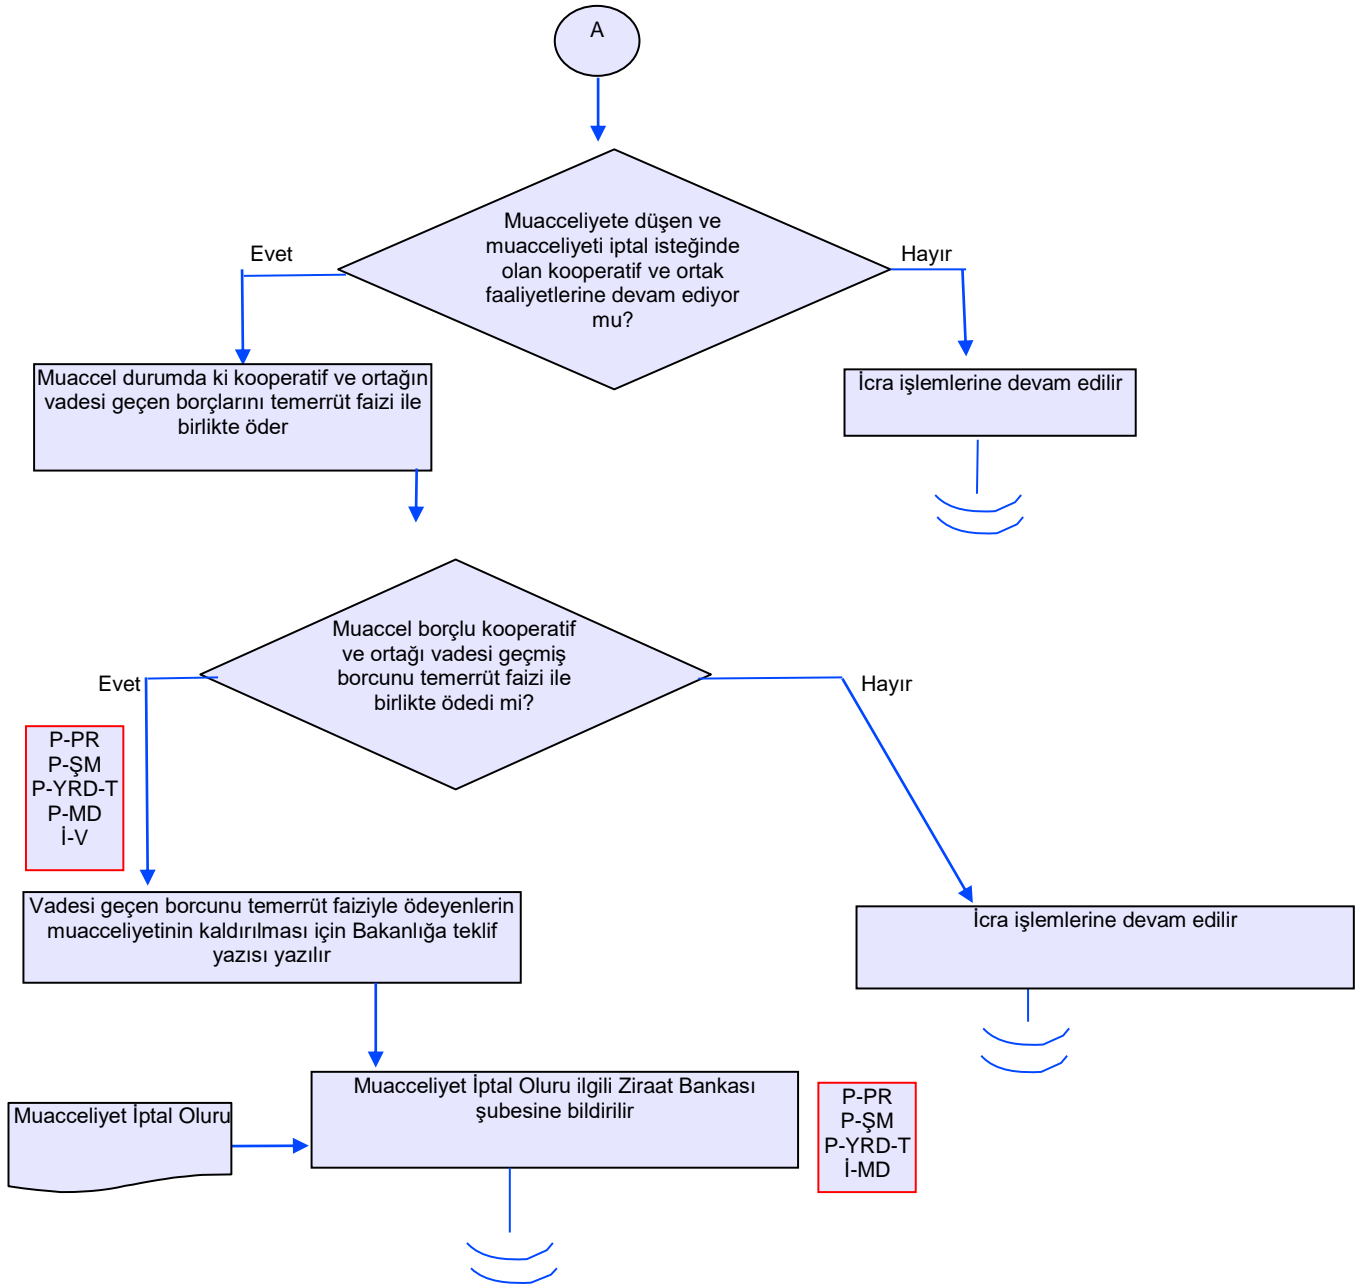 A
Muacceliyete düşen ve
muacceliyeti iptal isteğinde
olan kooperatif ve ortak
faaliyetlerine devam ediyor
mu?
Evet
Hayır
Muaccel durumda ki kooperatif ve ortağın
vadesi geçen borçlarını temerrüt faizi ile
birlikte öder
İcra işlemlerine devam edilir
Muaccel borçlu kooperatif
ve ortağı vadesi geçmiş
borcunu temerrüt faizi ile
birlikte ödedi mi?
Evet
Hayır
P-PR
P-ŞM
P-YRD-T
P-MD
İ-V
Vadesi geçen borcunu temerrüt faiziyle ödeyenlerin
muacceliyetinin kaldırılması için Bakanlığa teklif
yazısı yazılır
İcra işlemlerine devam edilir
Muacceliyet İptal Oluru
Muacceliyet İptal Oluru ilgili Ziraat Bankası
şubesine bildirilir
P-PR
P-ŞM
P-YRD-T
İ-MD